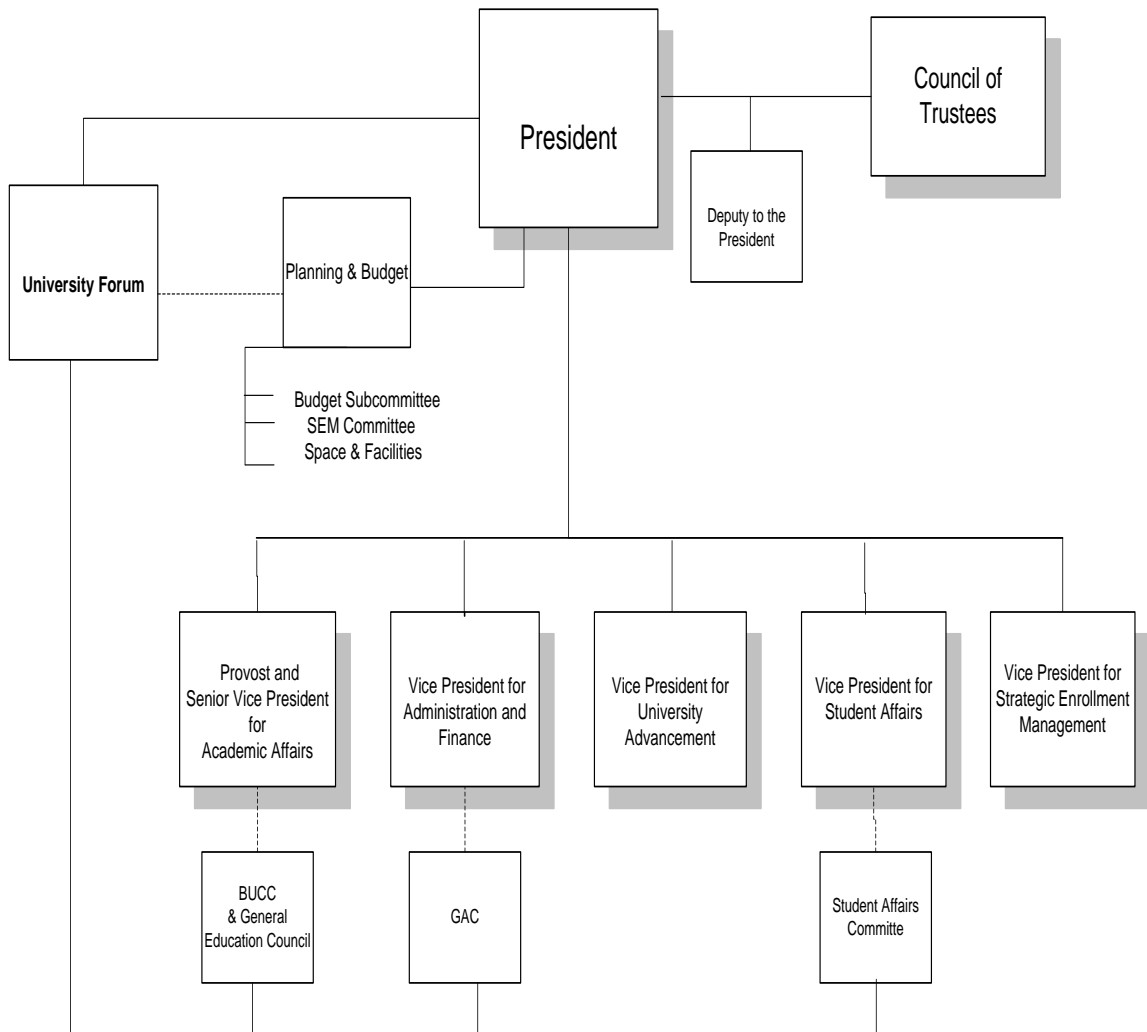 President
Council of
Trustees
Deputy to the
President
University Forum
Planning & Budget
Budget Subcommittee
SEM Committee
Space & Facilities
Provost and
Senior Vice President
for
Academic Affairs
Vice President for
Administration and
Finance
Vice President for
University
Advancement
Vice President for
Student Affairs
Vice President for
Strategic Enrollment
Management
BUCC
& General
Education Council
GAC
Student Affairs
Committe